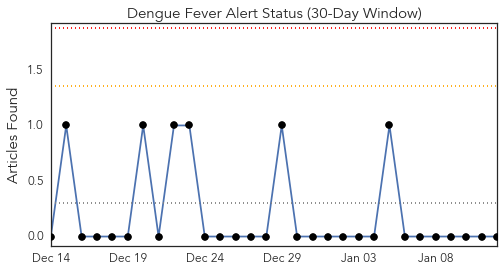 Dengue Fever Alert Status (30-Day Window)
Articles Found
1.5
1.0
0.5
0.0
Dec 14 Dec 19 Dec 24 Dec 29 Jan 03 Jan 08